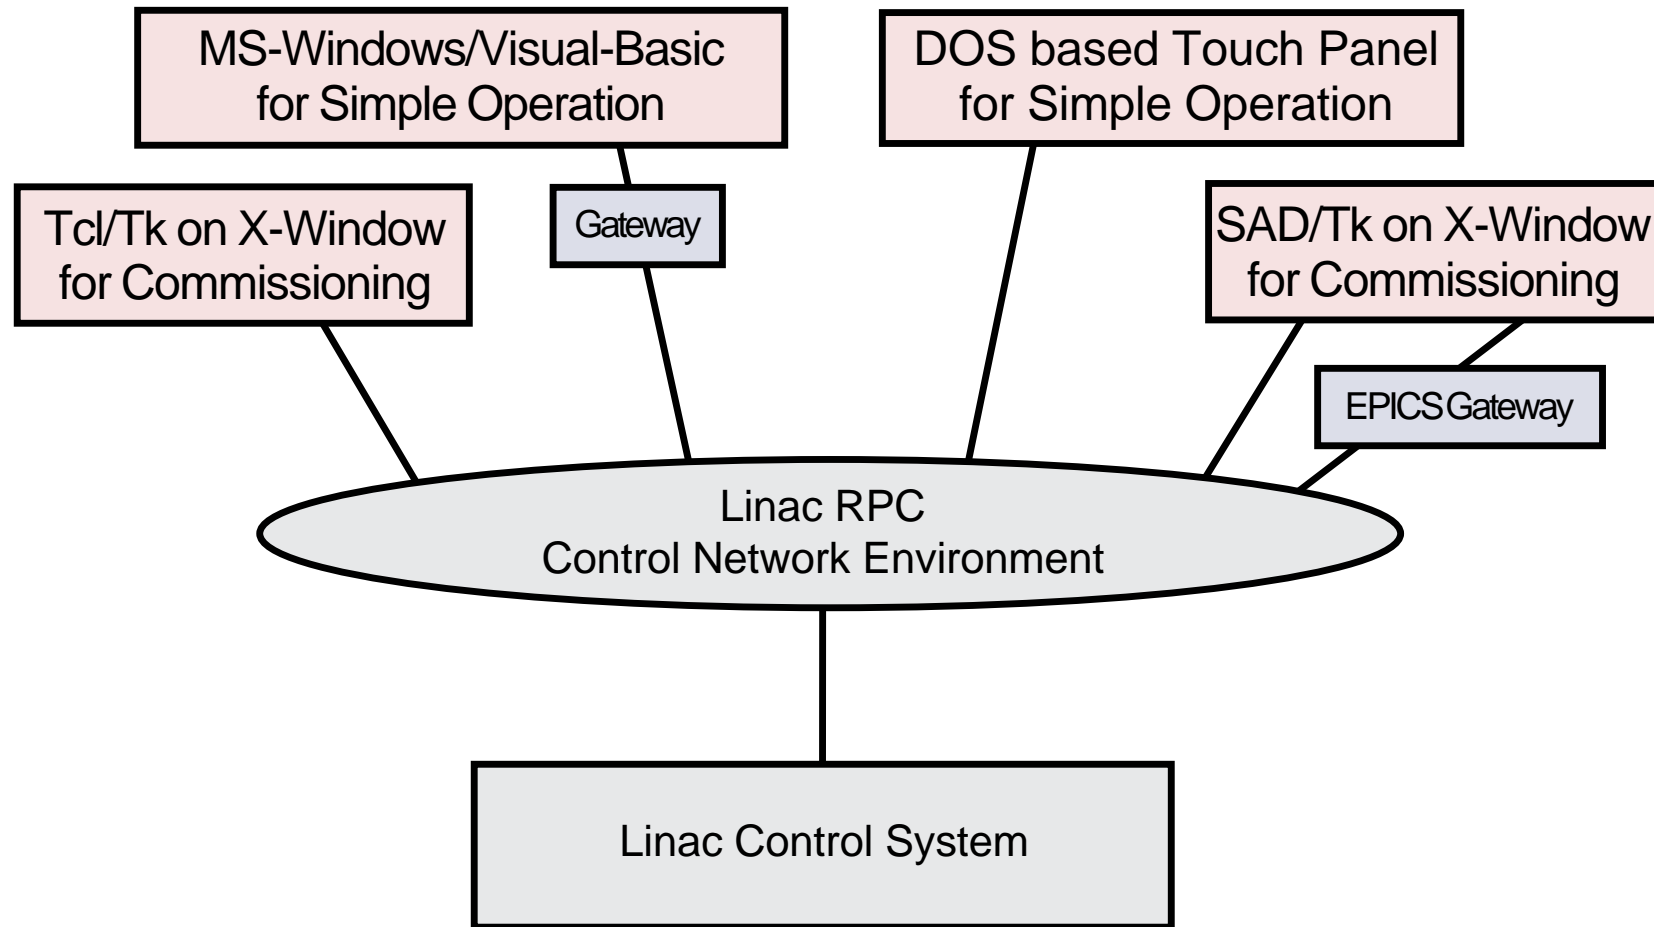 MS-Windows/Visual-Basic
for Simple Operation
DOS based Touch Panel
for Simple Operation
Tcl/Tk on X-Window
for Commissioning
Gateway
SAD/Tk on X-Window
for Commissioning
EPICS Gateway
Linac RPC
Control Network Environment
Linac Control System